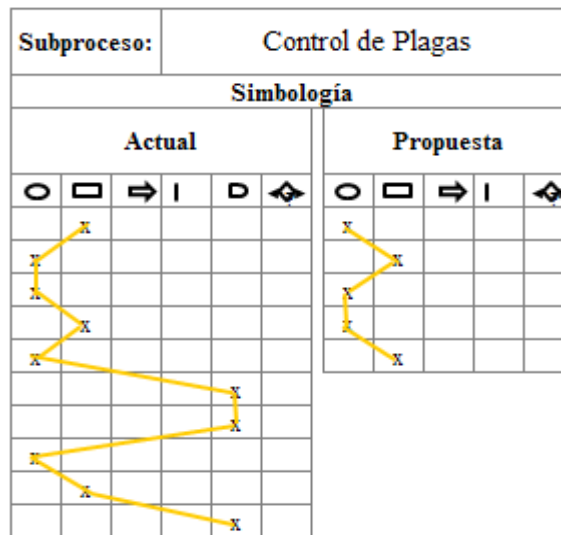 Subproceso: Control de Plagas
Simbología
Actual Propuesta
D
x x
x x
x x
x x
x x
x
x
x
x
x